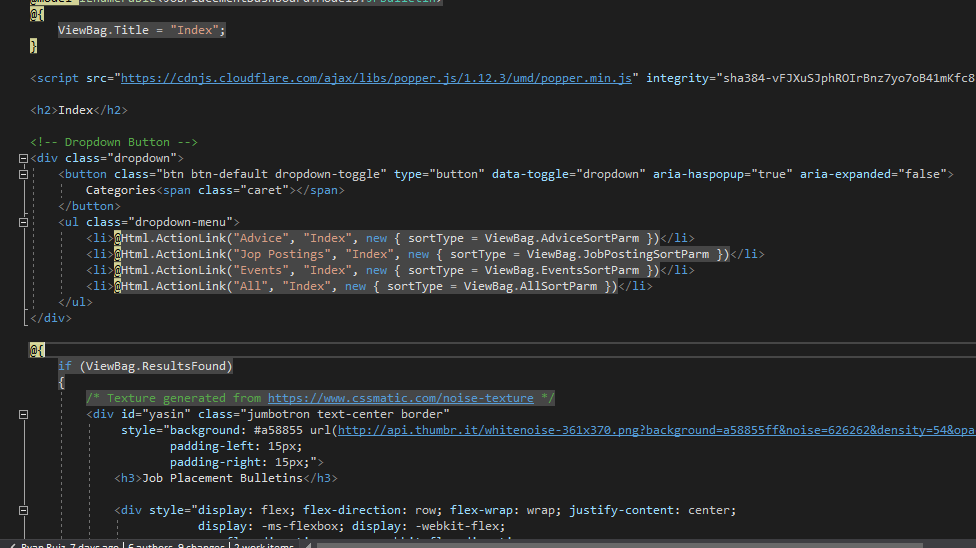 @model IEnumerable<JobPlacementDashboard.Models.JPBulletin>
@{
ViewBag.Title = "Index";
}
<script src="https://cdnjs.cloudflare.com/ajax/libs/popper.js/1.12.3/umd/popper.min.js" integrity="sha384-vFJXuSJphROIrBnz7yo7oB41mKfc8
<h2>Index</h2>
<!-- Dropdown Button -->
<div class="dropdown">
<button class="btn btn-default dropdown-toggle" type="button" data-toggle="dropdown" aria-haspopup="true" aria-expanded="false">
Categories<span class="caret"></span>
</button>
<ul class="dropdown-menu">
<li>@Html.ActionLink("Advice", "Index", new { sortType = ViewBag.AdviceSortParm })</li>
<li>@Html.ActionLink("Jop Postings", "Index", new { sortType = ViewBag.JobPostingSortParm })</li>
<li>@Html.ActionLink("Events", "Index", new { sortType = ViewBag.EventsSortParm })</li>
<li>@Html.ActionLink("All", "Index", new { sortType = ViewBag.AllSortParm })</li>
</ul>
</div>
@{
if (ViewBag.ResultsFound)
{
/* Texture generated from https://www.cssmatic.com/noise-texture */
<div id="yasin" class="jumbotron text-center border"
style="background: #a58855 url(http://api.thumbr.it/whitenoise-361x370.png?background=a58855ff&noise=626262&density=54&opa
padding-left: 15px;
padding-right: 15px;">
<h3>Job Placement Bulletins</h3>
<div style="display: flex; flex-direction: row; flex-wrap: wrap; justify-content: center;
display: -ms-flexbox; display: -webkit-flex;
Ryan Ruiz, 7 days ago | 6 authors, 9 changes | 2 work items